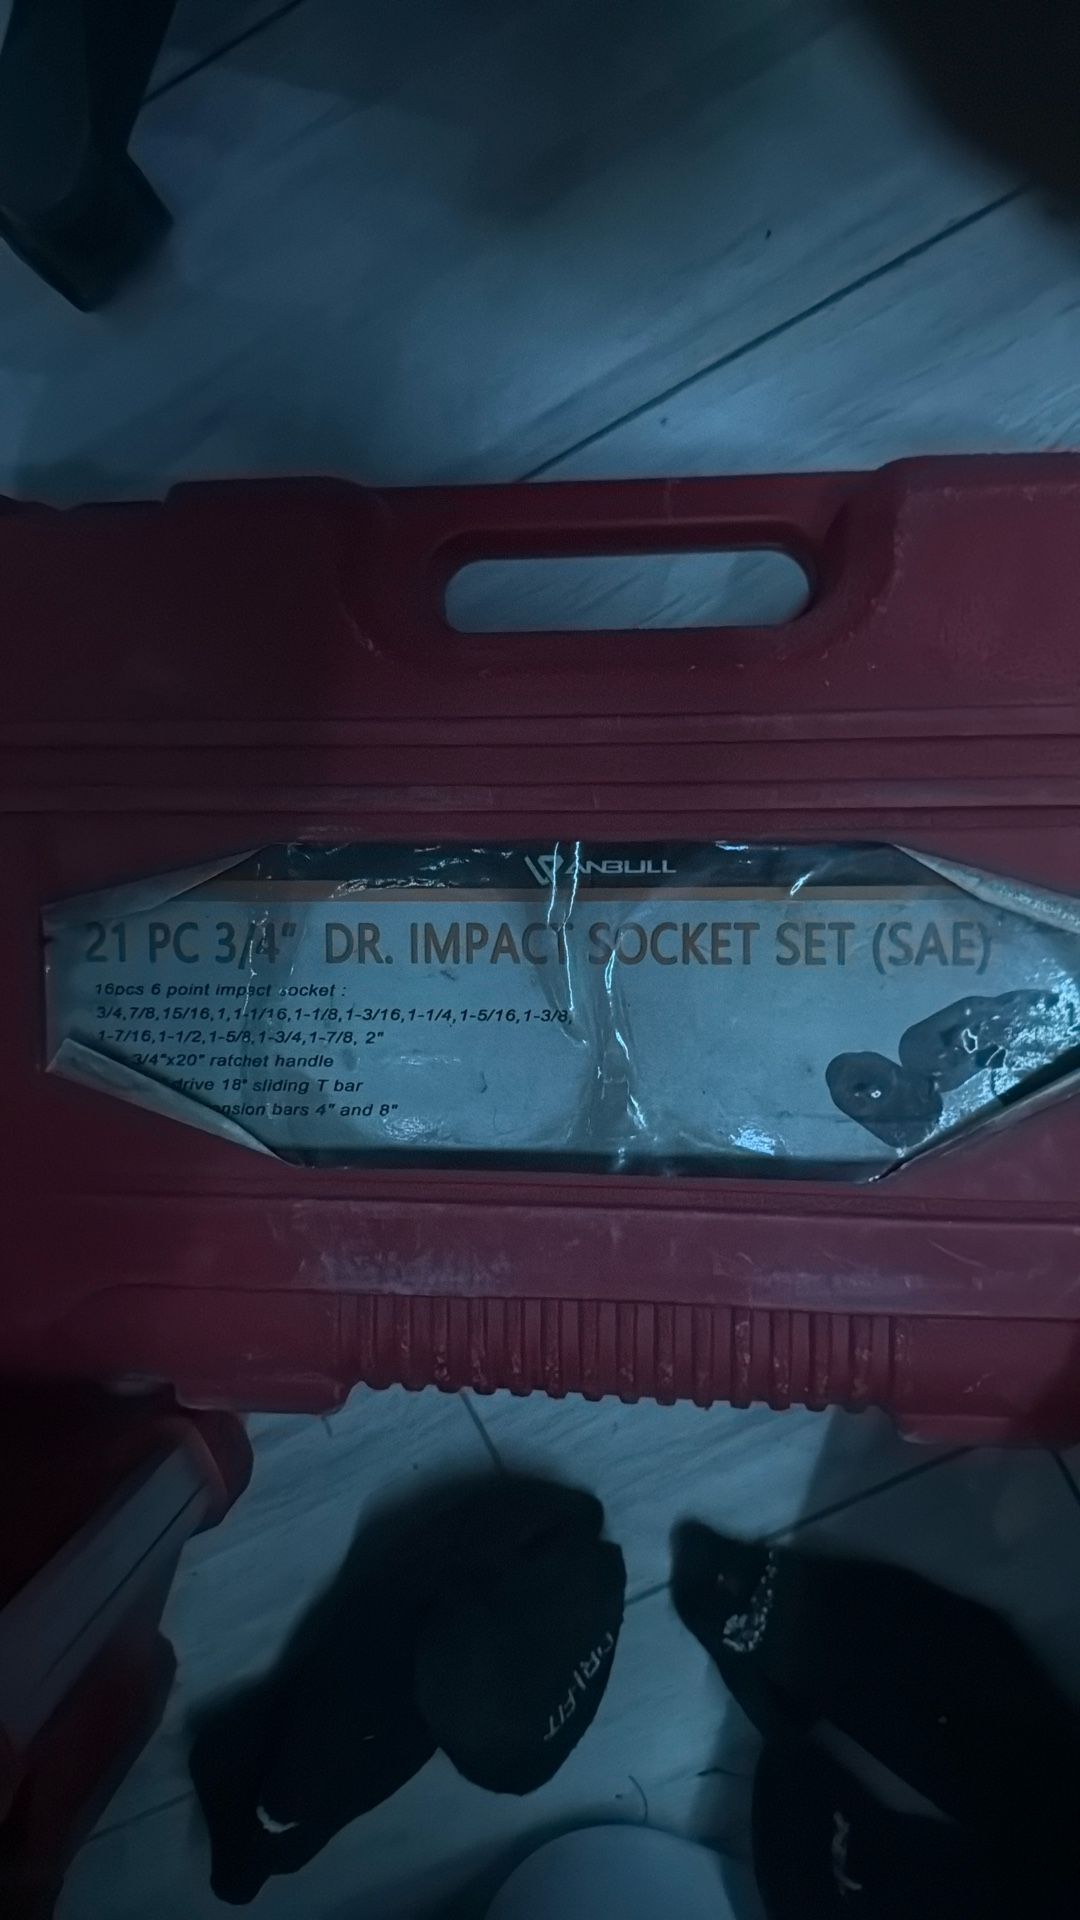 WANBULL
21 PC 3/4" DR. IMPACT SOCKET SET (SAE)
16pcs 6 point impact socket :
3/4,7/8,15/16,1,1-1/16,1-1/8,1-3/16,1-1/4,1-5/16,1-3/8,
1-7/16,1-1/2,1-5/8,1-3/4,1-7/8, 2"
3/4"x20" ratchet handle
drive 18" sliding T bar
bars 4" and 8"
DRI-FIT